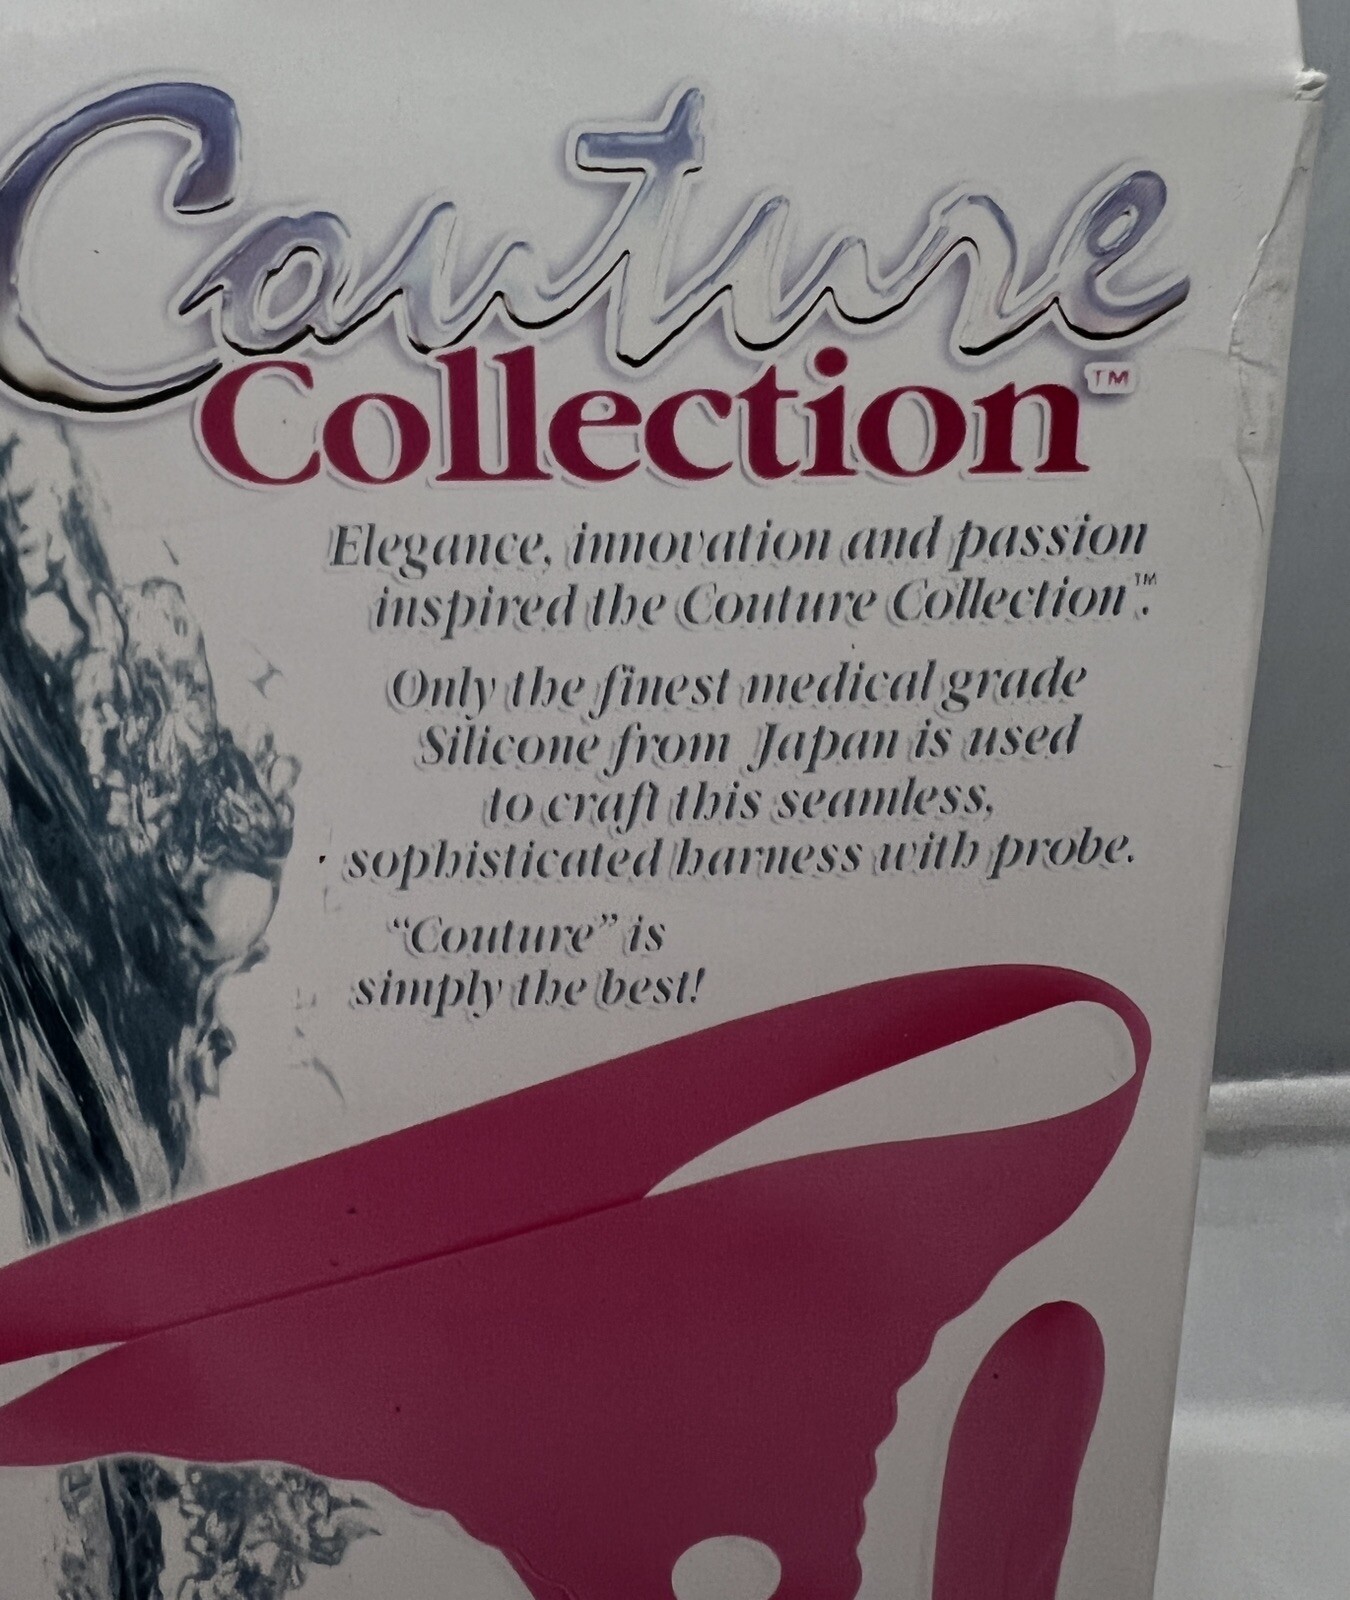 Couture
Collection™
Elegance, innovation and passion
inspired the Couture Collection™.
Only the finest medical grade
Silicone from Japan is used
to craft this seamless,
sophisticated harness with probe.
“Couture” is
simply the best!